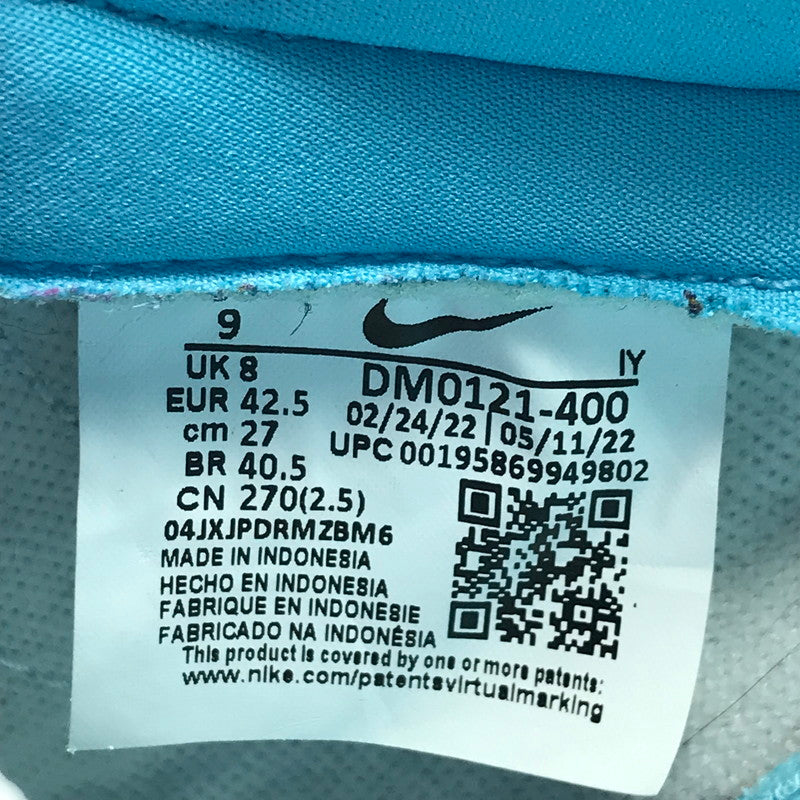 9
IY
UK 8
EUR 42.5
cm 27
BR 40.5
CN 270(2.5)
DM0121-400
02/24/22 | 05/11/22
UPC 00195869949802
04JXJPDRMZBM6
MADE IN INDONESIA
HECHO EN INDONESIA
FABRIQUE EN INDONESIE
FABRICADO NA INDONÉSIA
This product is covered by one or more patents:
www.nike.com/patentsvirtualmarking